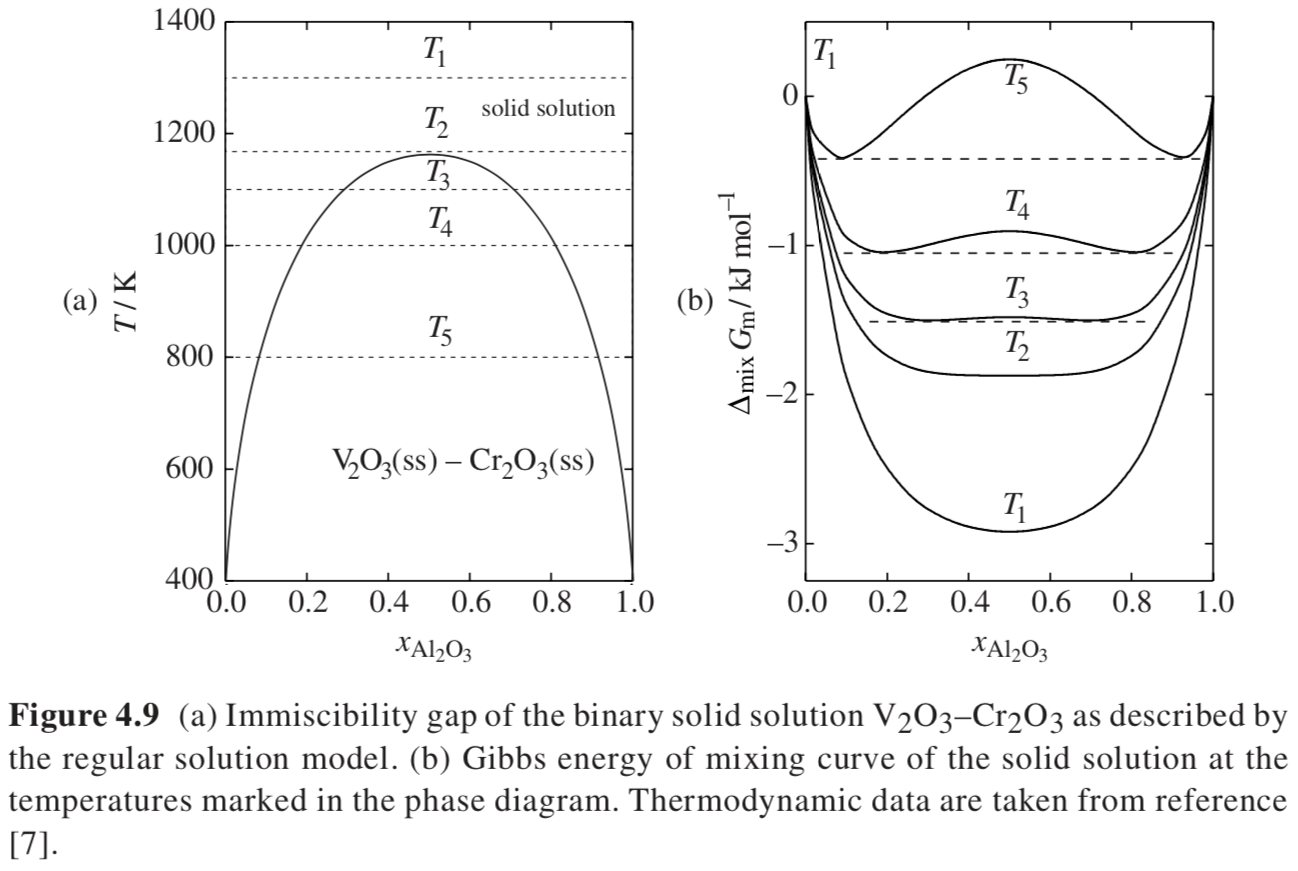 (a)
T / K
1400
1200
1000
800
600
400
T₁
solid solution
T₂
T₃
T₄
T₅
V₂O₃(ss) – Cr₂O₃(ss)
0.0 0.2 0.4 0.6 0.8 1.0
x_Al₂O₃
(b)
Δ_mix G_m / kJ mol⁻¹
0
–1
–2
–3
T₁
T₅
T₄
T₃
T₂
T₁
0.0 0.2 0.4 0.6 0.8 1.0
x_Al₂O₃
Figure 4.9 (a) Immiscibility gap of the binary solid solution V₂O₃–Cr₂O₃ as described by
the regular solution model. (b) Gibbs energy of mixing curve of the solid solution at the
temperatures marked in the phase diagram. Thermodynamic data are taken from reference
[7].